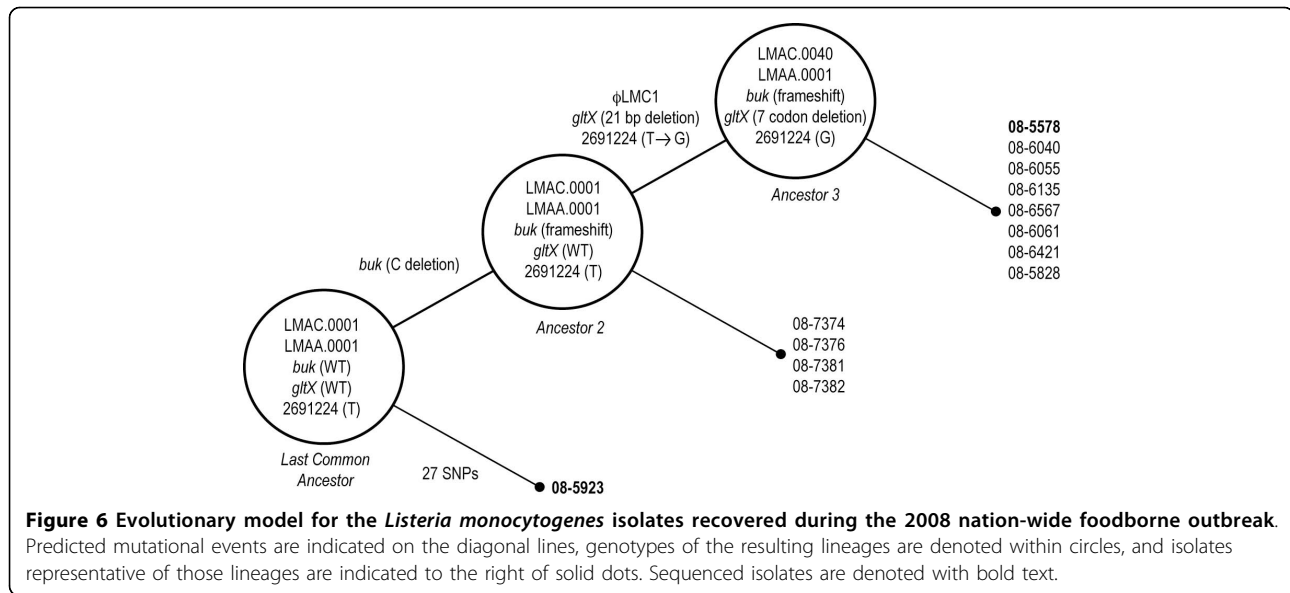 LMAC.0040
LMAA.0001
buk (frameshift)
gltX (7 codon deletion)
2691224 (G)
Ancestor 3
ϕLMC1
gltX (21 bp deletion)
2691224 (T→G)
08-5578
08-6040
08-6055
08-6135
08-6567
08-6061
08-6421
08-5828
LMAC.0001
LMAA.0001
buk (frameshift)
gltX (WT)
2691224 (T)
Ancestor 2
buk (C deletion)
08-7374
08-7376
08-7381
08-7382
LMAC.0001
LMAA.0001
buk (WT)
gltX (WT)
2691224 (T)
Last Common
Ancestor
27 SNPs
08-5923
Figure 6 Evolutionary model for the Listeria monocytogenes isolates recovered during the 2008 nation-wide foodborne outbreak.
Predicted mutational events are indicated on the diagonal lines, genotypes of the resulting lineages are denoted within circles, and isolates
representative of those lineages are indicated to the right of solid dots. Sequenced isolates are denoted with bold text.